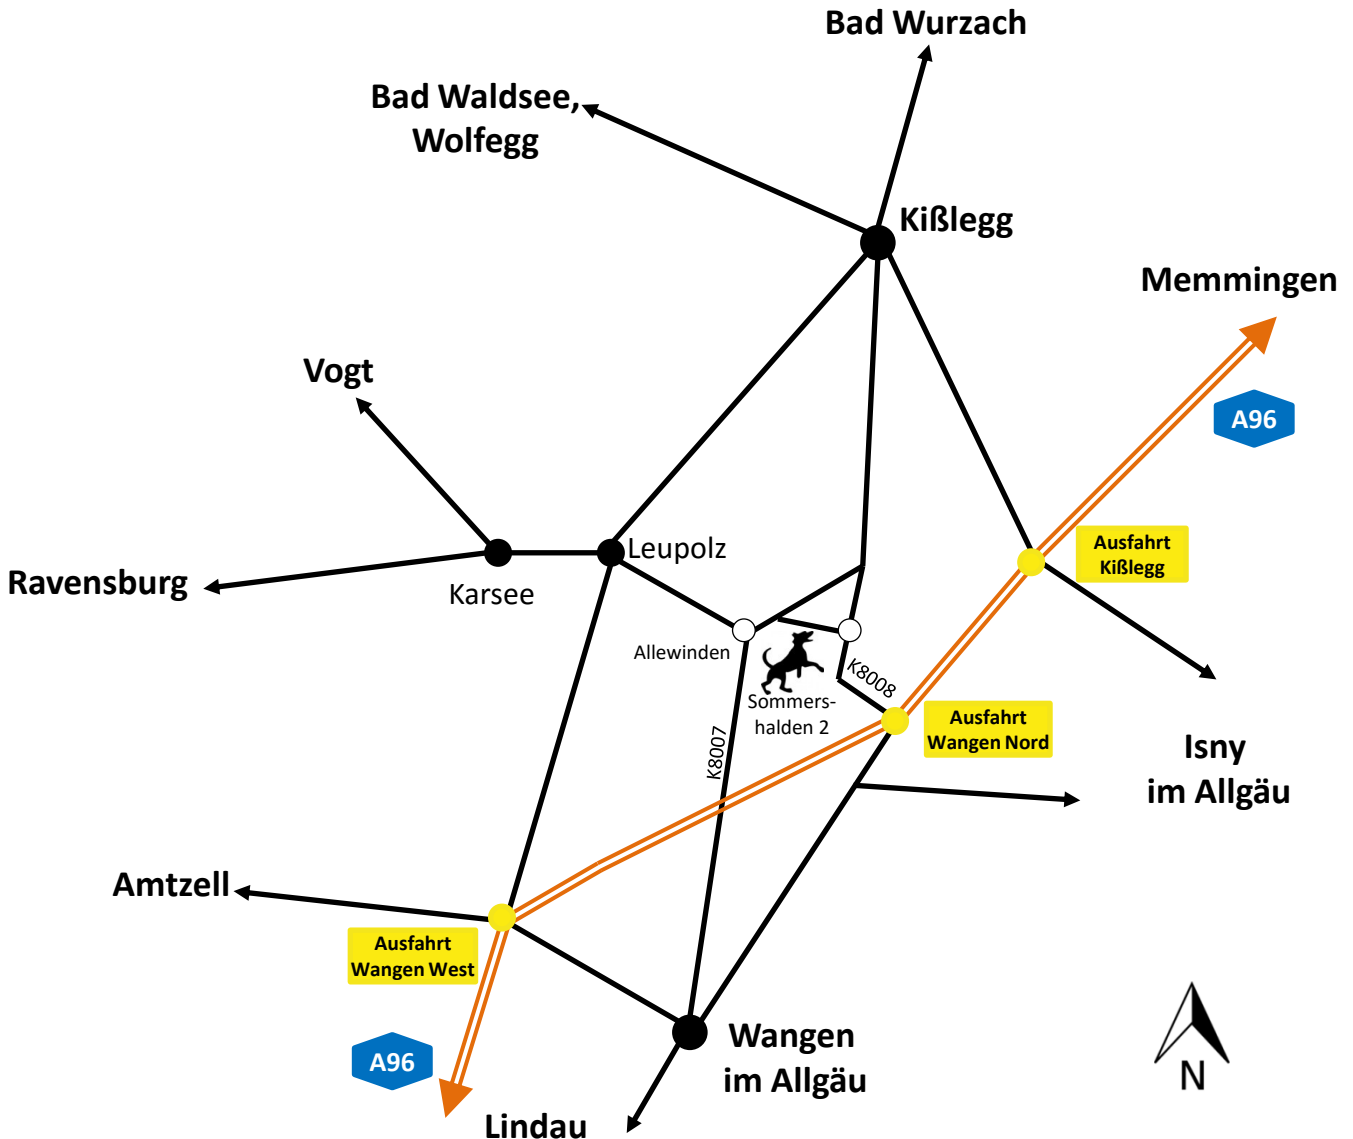 Bad Wurzach
Bad Waldsee,
Wolfegg
Kißlegg
Memmingen
A96
Vogt
Leupolz
Ausfahrt
Kißlegg
Ravensburg
Karsee
Allewinden
K8008
Sommers-
halden 2
Ausfahrt
Wangen Nord
K8007
Isny
im Allgäu
Amtzell
Ausfahrt
Wangen West
Wangen
im Allgäu
A96
N
Lindau